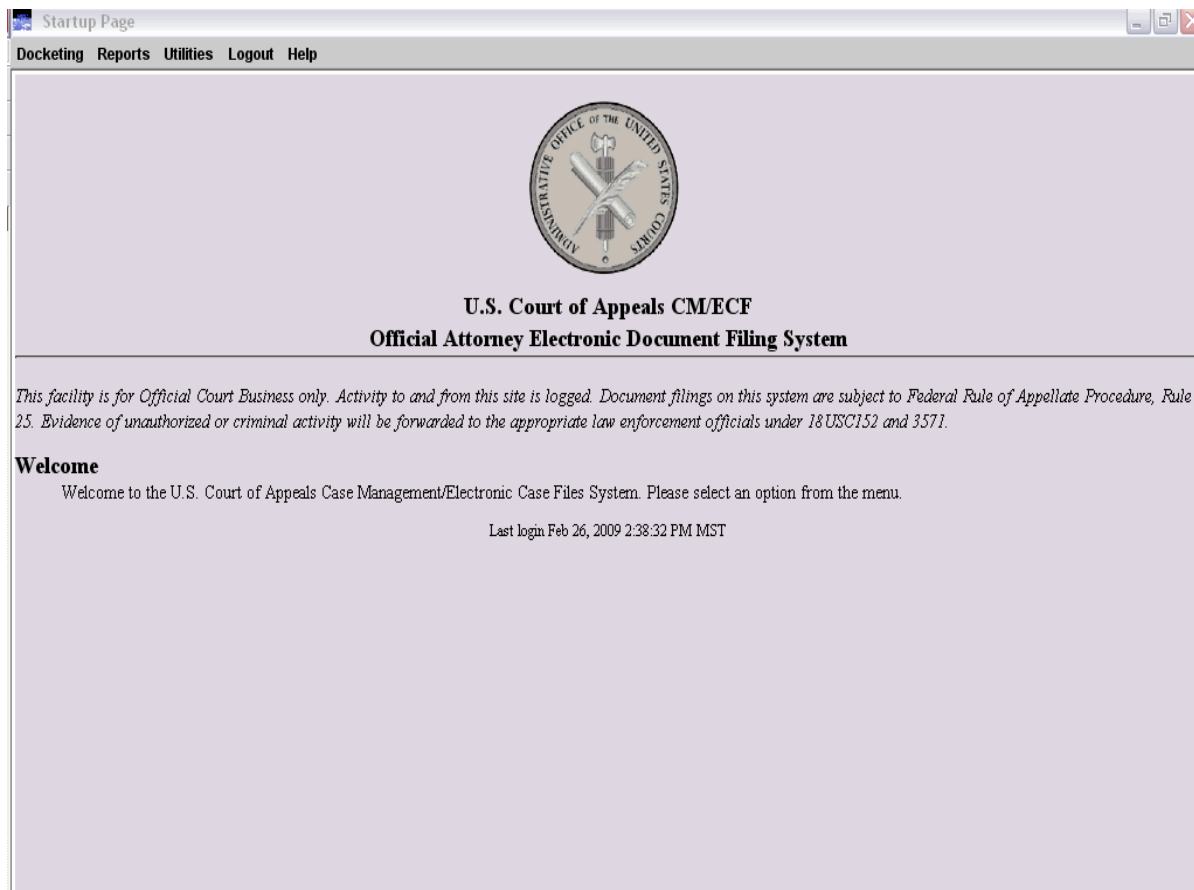 Startup Page
Docketing Reports Utilities Logout Help
ADMINISTRATIVE OFFICE OF THE UNITED STATES COURTS
U.S. Court of Appeals CM/ECF
Official Attorney Electronic Document Filing System
This facility is for Official Court Business only. Activity to and from this site is logged. Document filings on this system are subject to Federal Rule of Appellate Procedure, Rule
25. Evidence of unauthorized or criminal activity will be forwarded to the appropriate law enforcement officials under 18USC152 and 3571.
Welcome
Welcome to the U.S. Court of Appeals Case Management/Electronic Case Files System. Please select an option from the menu.
Last login Feb 26, 2009 2:38:32 PM MST